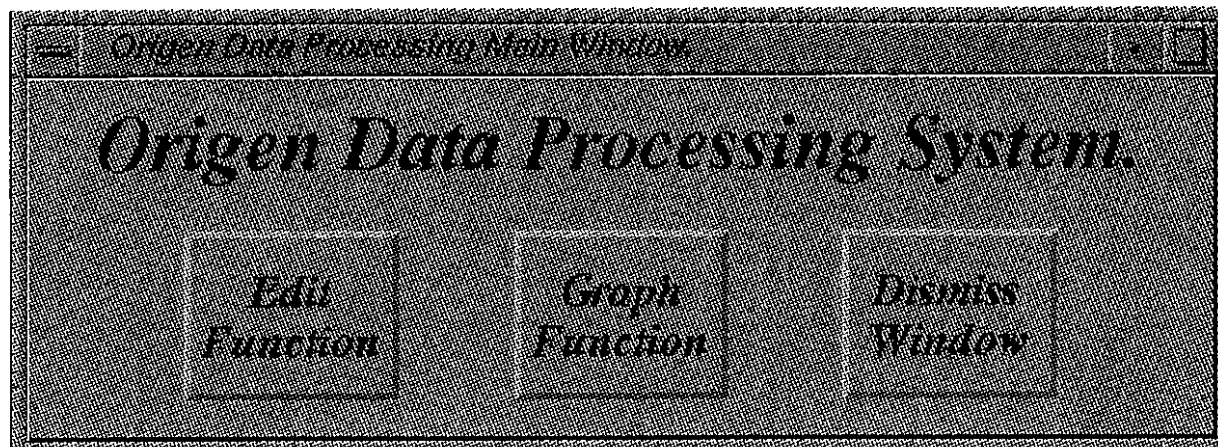 Origen Data Processing Main Window.
Origen Data Processing System.
Edit
Function
Graph
Function
Dismiss
Window